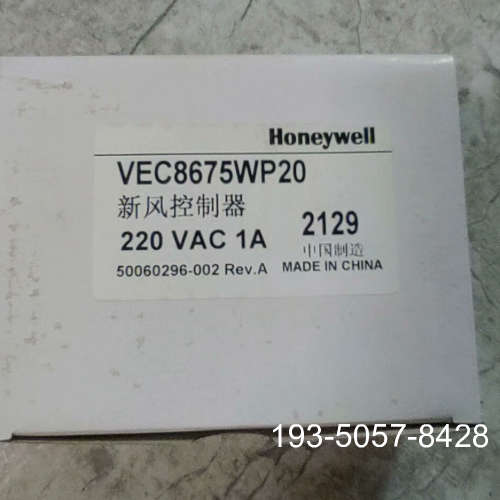 Honeywell
VEC8675WP20
新风控制器
220 VAC 1A
2129
中国制造
50060296-002 Rev.A
MADE IN CHINA
193-5057-8428